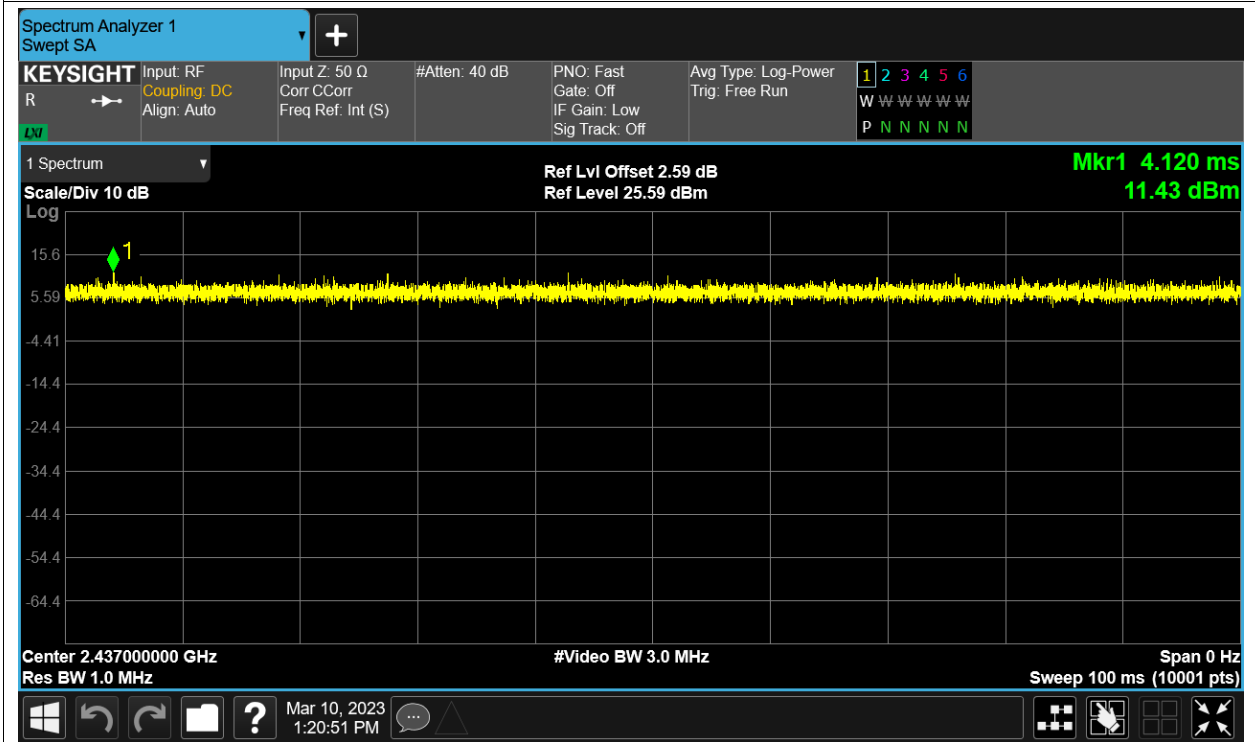 Spectrum Analyzer 1
Swept SA
▼
+
KEYSIGHT
R
LXI
Input: RF
Coupling: DC
Align: Auto
Input Z: 50 Ω
Corr CCorr
Freq Ref: Int (S)
#Atten: 40 dB
PNO: Fast
Gate: Off
IF Gain: Low
Sig Track: Off
Avg Type: Log-Power
Trig: Free Run
1 2 3 4 5 6
W W W W W W
P N N N N N
1 Spectrum ▼
Scale/Div 10 dB
Log
Ref Lvl Offset 2.59 dB
Ref Level 25.59 dBm
Mkr1 4.120 ms
11.43 dBm
1
15.6
5.59
-4.41
-14.4
-24.4
-34.4
-44.4
-54.4
-64.4
Center 2.437000000 GHz
Res BW 1.0 MHz
#Video BW 3.0 MHz
Span 0 Hz
Sweep 100 ms (10001 pts)
?
Mar 10, 2023
1:20:51 PM